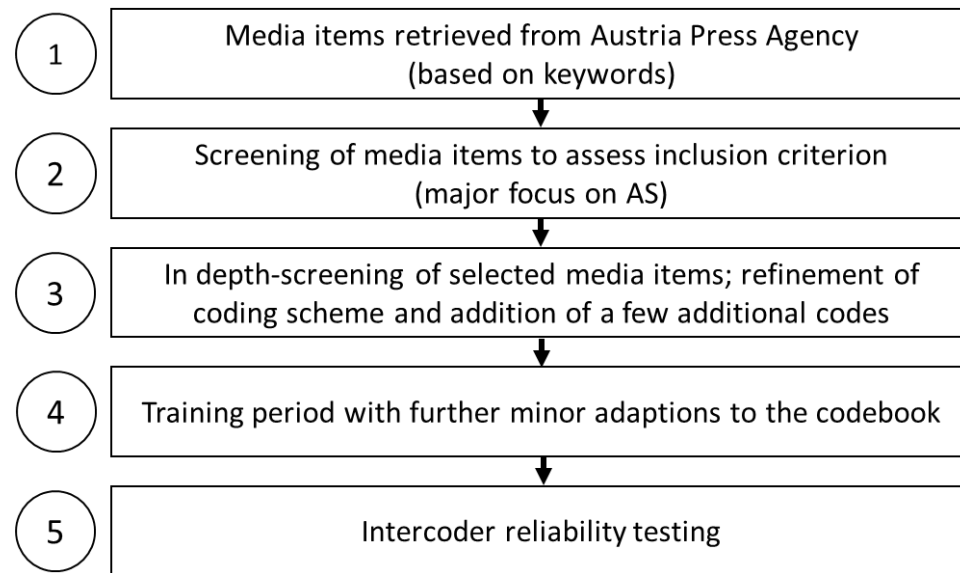 1
Media items retrieved from Austria Press Agency
(based on keywords)
2
Screening of media items to assess inclusion criterion
(major focus on AS)
3
In depth-screening of selected media items; refinement of
coding scheme and addition of a few additional codes
4
Training period with further minor adaptions to the codebook
5
Intercoder reliability testing